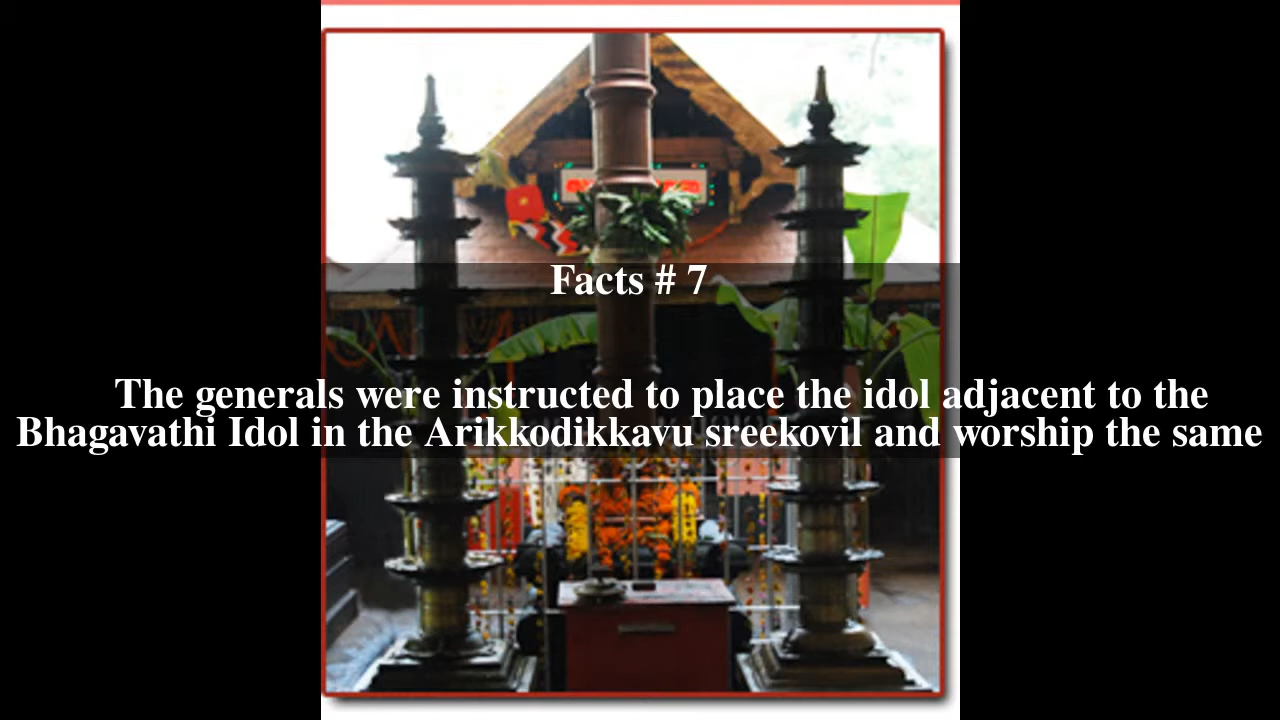 Facts # 7
The generals were instructed to place the idol adjacent to the
Bhagavathi Idol in the Arikkodikkavu sreekovil and worship the same